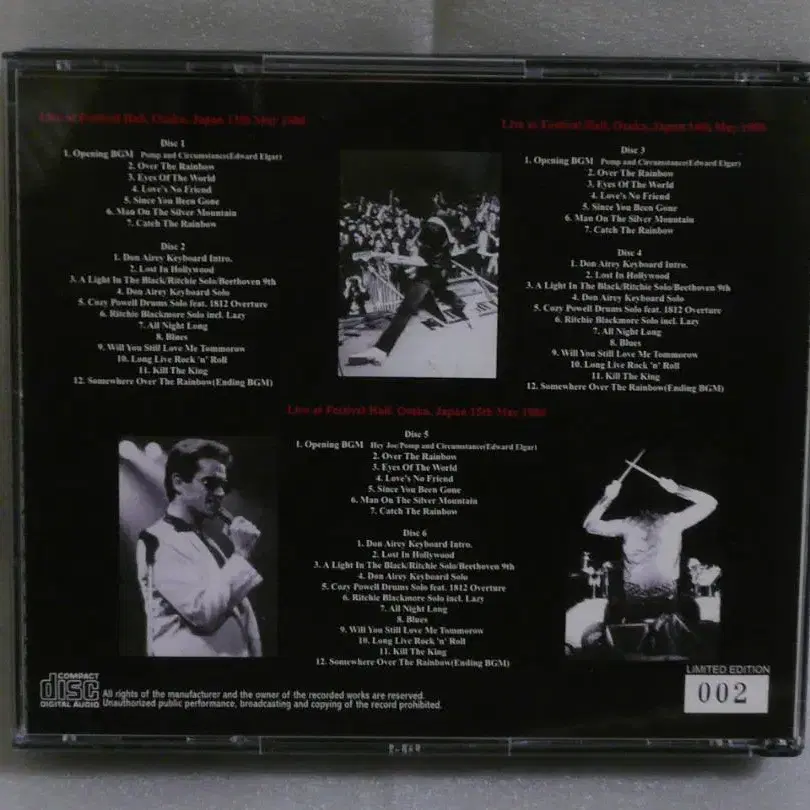 Live at Festival Hall, Osaka, Japan 13th May 1980
Disc 1
1. Opening BGM Pomp and Circumstance(Edward Elgar)
2. Over The Rainbow
3. Eyes Of The World
4. Love's No Friend
5. Since You Been Gone
6. Man On The Silver Mountain
7. Catch The Rainbow
Disc 2
1. Don Airey Keyboard Intro.
2. Lost In Hollywood
3. A Light In The Black/Ritchie Solo/Beethoven 9th
4. Don Airey Keyboard Solo
5. Cozy Powell Drums Solo feat. 1812 Overture
6. Ritchie Blackmore Solo incl. Lazy
7. All Night Long
8. Blues
9. Will You Still Love Me Tommorow
10. Long Live Rock 'n' Roll
11. Kill The King
12. Somewhere Over The Rainbow(Ending BGM)
Live at Festival Hall, Osaka, Japan 14th May 1980
Disc 3
1. Opening BGM Pomp and Circumstance(Edward Elgar)
2. Over The Rainbow
3. Eyes Of The World
4. Love's No Friend
5. Since You Been Gone
6. Man On The Silver Mountain
7. Catch The Rainbow
Disc 4
1. Don Airey Keyboard Intro.
2. Lost In Hollywood
3. A Light In The Black/Ritchie Solo/Beethoven 9th
4. Don Airey Keyboard Solo
5. Cozy Powell Drums Solo feat. 1812 Overture
6. Ritchie Blackmore Solo incl. Lazy
7. All Night Long
8. Blues
9. Will You Still Love Me Tommorow
10. Long Live Rock 'n' Roll
11. Kill The King
12. Somewhere Over The Rainbow(Ending BGM)
Live at Festival Hall, Osaka, Japan 15th May 1980
Disc 5
1. Opening BGM Hey Joe/Pomp and Circumstance(Edward Elgar)
2. Over The Rainbow
3. Eyes Of The World
4. Love's No Friend
5. Since You Been Gone
6. Man On The Silver Mountain
7. Catch The Rainbow
Disc 6
1. Don Airey Keyboard Intro.
2. Lost In Hollywood
3. A Light In The Black/Ritchie Solo/Beethoven 9th
4. Don Airey Keyboard Solo
5. Cozy Powell Drums Solo feat. 1812 Overture
6. Ritchie Blackmore Solo incl. Lazy
7. All Night Long
8. Blues
9. Will You Still Love Me Tommorow
10. Long Live Rock 'n' Roll
11. Kill The King
12. Somewhere Over The Rainbow(Ending BGM)
COMPACT
disc
DIGITAL AUDIO
All rights of the manufacturer and the owner of the recorded works are reserved.
Unauthorized public performance, broadcasting and copying of the record prohibited.
LIMITED EDITION
002